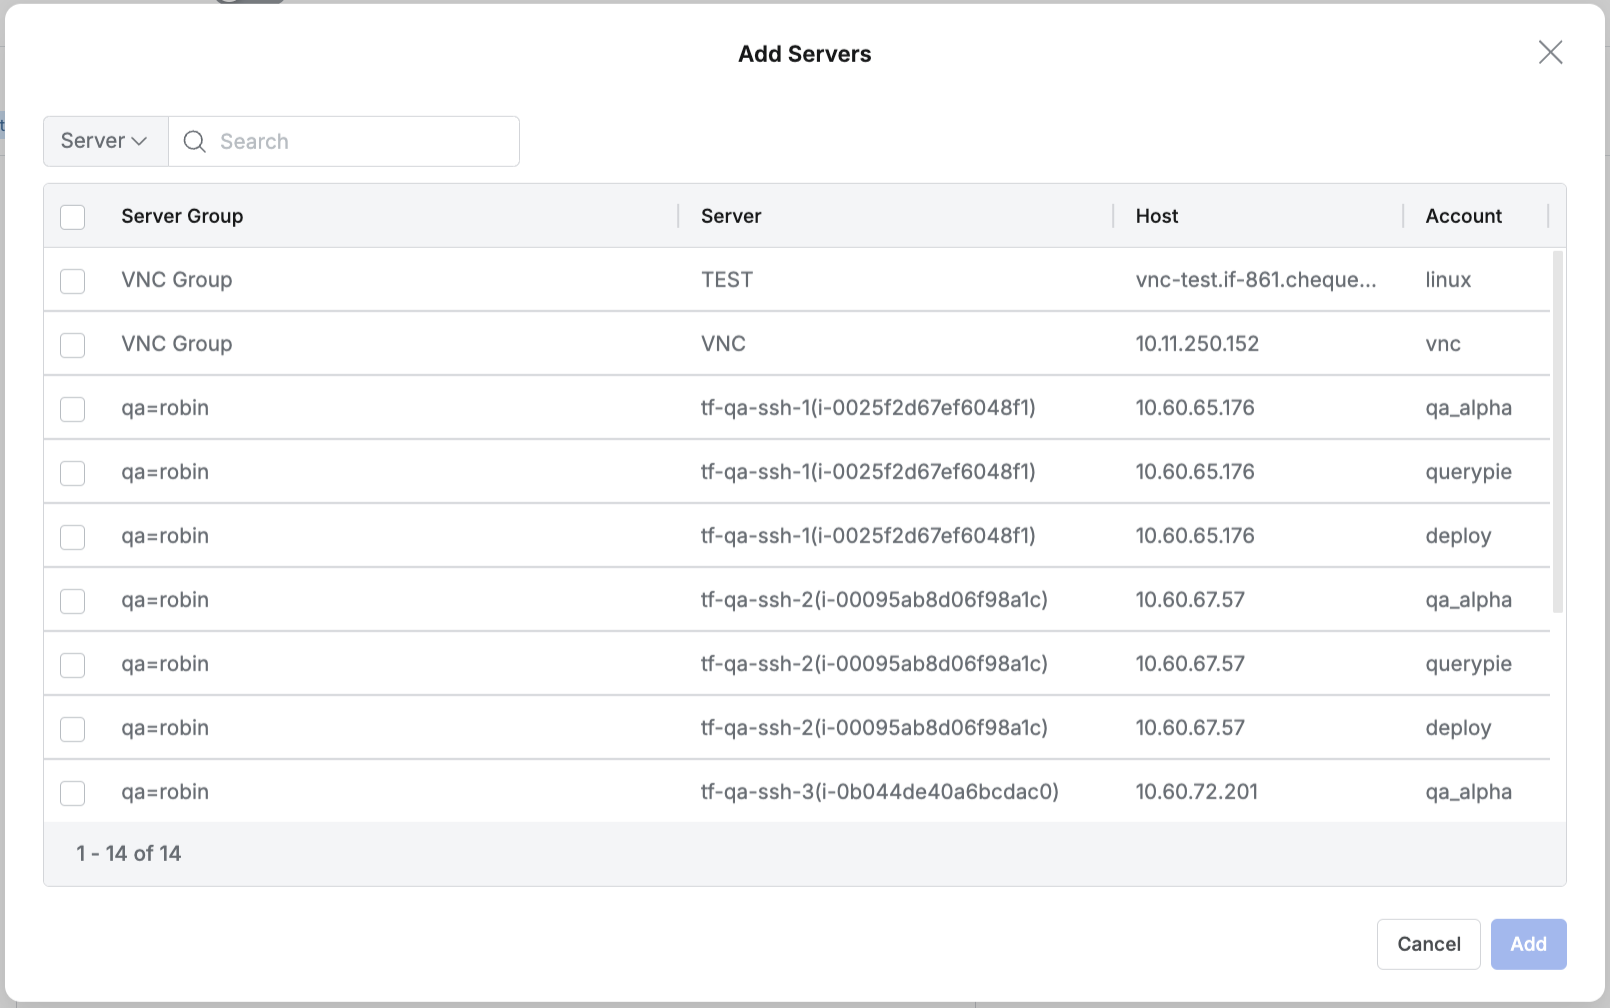 Add Servers
Server
Search
Server Group Server Host Account
VNC Group TEST vnc-test.if-861.cheque... linux
VNC Group VNC 10.11.250.152 vnc
qa=robin tf-qa-ssh-1(i-0025f2d67ef6048f1) 10.60.65.176 qa_alpha
qa=robin tf-qa-ssh-1(i-0025f2d67ef6048f1) 10.60.65.176 querypie
qa=robin tf-qa-ssh-1(i-0025f2d67ef6048f1) 10.60.65.176 deploy
qa=robin tf-qa-ssh-2(i-00095ab8d06f98a1c) 10.60.67.57 qa_alpha
qa=robin tf-qa-ssh-2(i-00095ab8d06f98a1c) 10.60.67.57 querypie
qa=robin tf-qa-ssh-2(i-00095ab8d06f98a1c) 10.60.67.57 deploy
qa=robin tf-qa-ssh-3(i-0b044de40a6bcdac0) 10.60.72.201 qa_alpha
1 - 14 of 14
Cancel Add